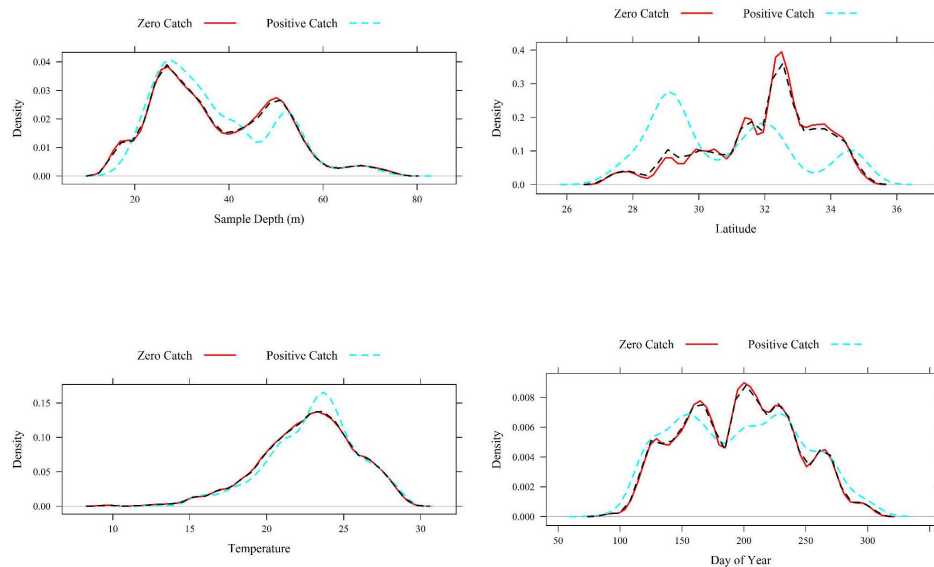 Zero Catch Positive Catch
Density
0.04
0.03
0.02
0.01
0.00
20 40 60 80
Sample Depth (m)
Zero Catch Positive Catch
Density
0.4
0.3
0.2
0.1
0.0
26 28 30 32 34 36
Latitude
Zero Catch Positive Catch
Density
0.15
0.10
0.05
0.00
10 15 20 25 30
Temperature
Zero Catch Positive Catch
Density
0.008
0.006
0.004
0.002
0.000
50 100 150 200 250 300
Day of Year